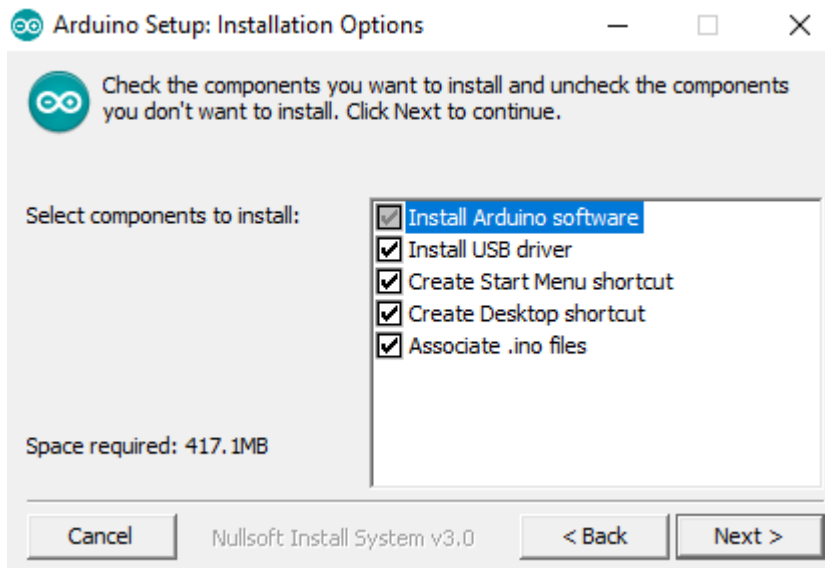 Arduino Setup: Installation Options
Check the components you want to install and uncheck the components
you don't want to install. Click Next to continue.
Select components to install:
Install Arduino software
Install USB driver
Create Start Menu shortcut
Create Desktop shortcut
Associate .ino files
Space required: 417.1MB
Cancel
Nullsoft Install System v3.0
< Back
Next >